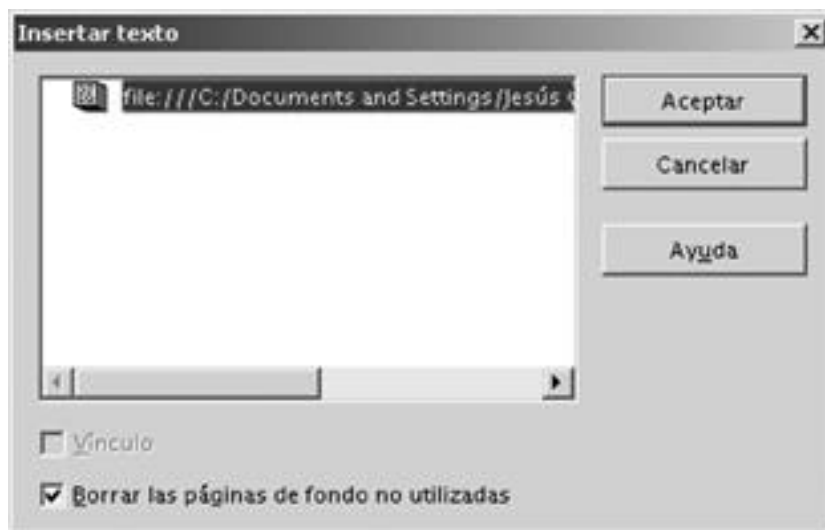 Insertar texto
file:///C:/Documents and Settings/Jesús
Aceptar
Cancelar
Ayuda
Vínculo
Borrar las páginas de fondo no utilizadas